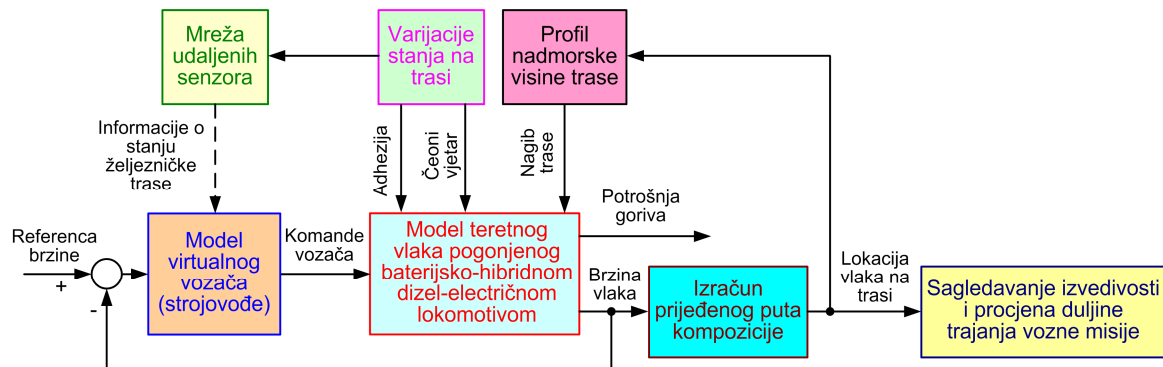 Mreža
udaljenih
senzora
Varijacije
stanja na
trasi
Profil
nadmorske
visine trase
Informacije o
stanju
željezničke
trase
Adhezija
Čeoni
vjetar
Nagib
trase
Potrošnja
goriva
Referenca
brzine
+
-
Model
virtualnog
vozača
(strojovođe)
Komande
vozača
Model teretnog
vlaka pogonjenog
baterijsko-hibridnom
dizel-električnom
lokomotivom
Brzina
vlaka
Izračun
prijeđenog puta
kompozicije
Lokacija
vlaka na
trasi
Sagledavanje izvedivosti
i procjena duljine
trajanja vozne misije